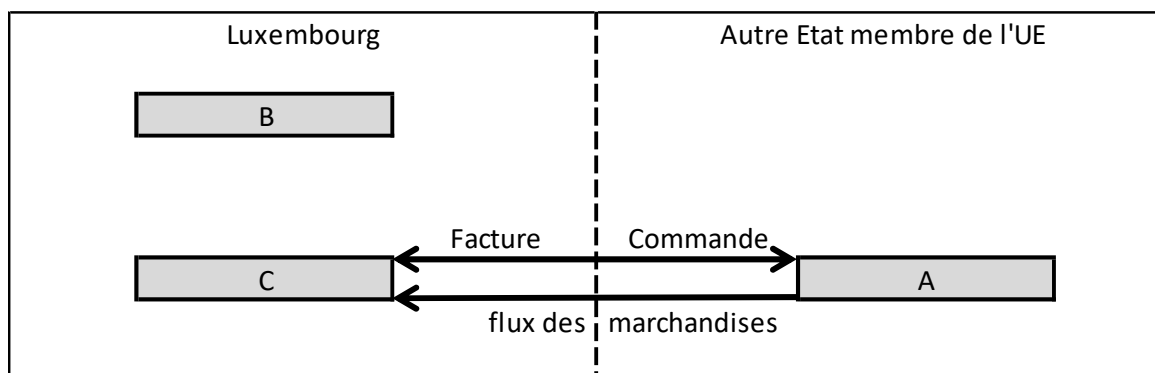 Luxembourg
Autre Etat membre de l'UE
B
Facture
Commande
C
A
flux des marchandises